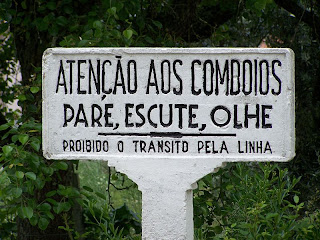 ATENÇÃO AOS COMBOIOS
PARE, ESCUTE, OLHE
PROIBIDO O TRANSITO PELA LINHA